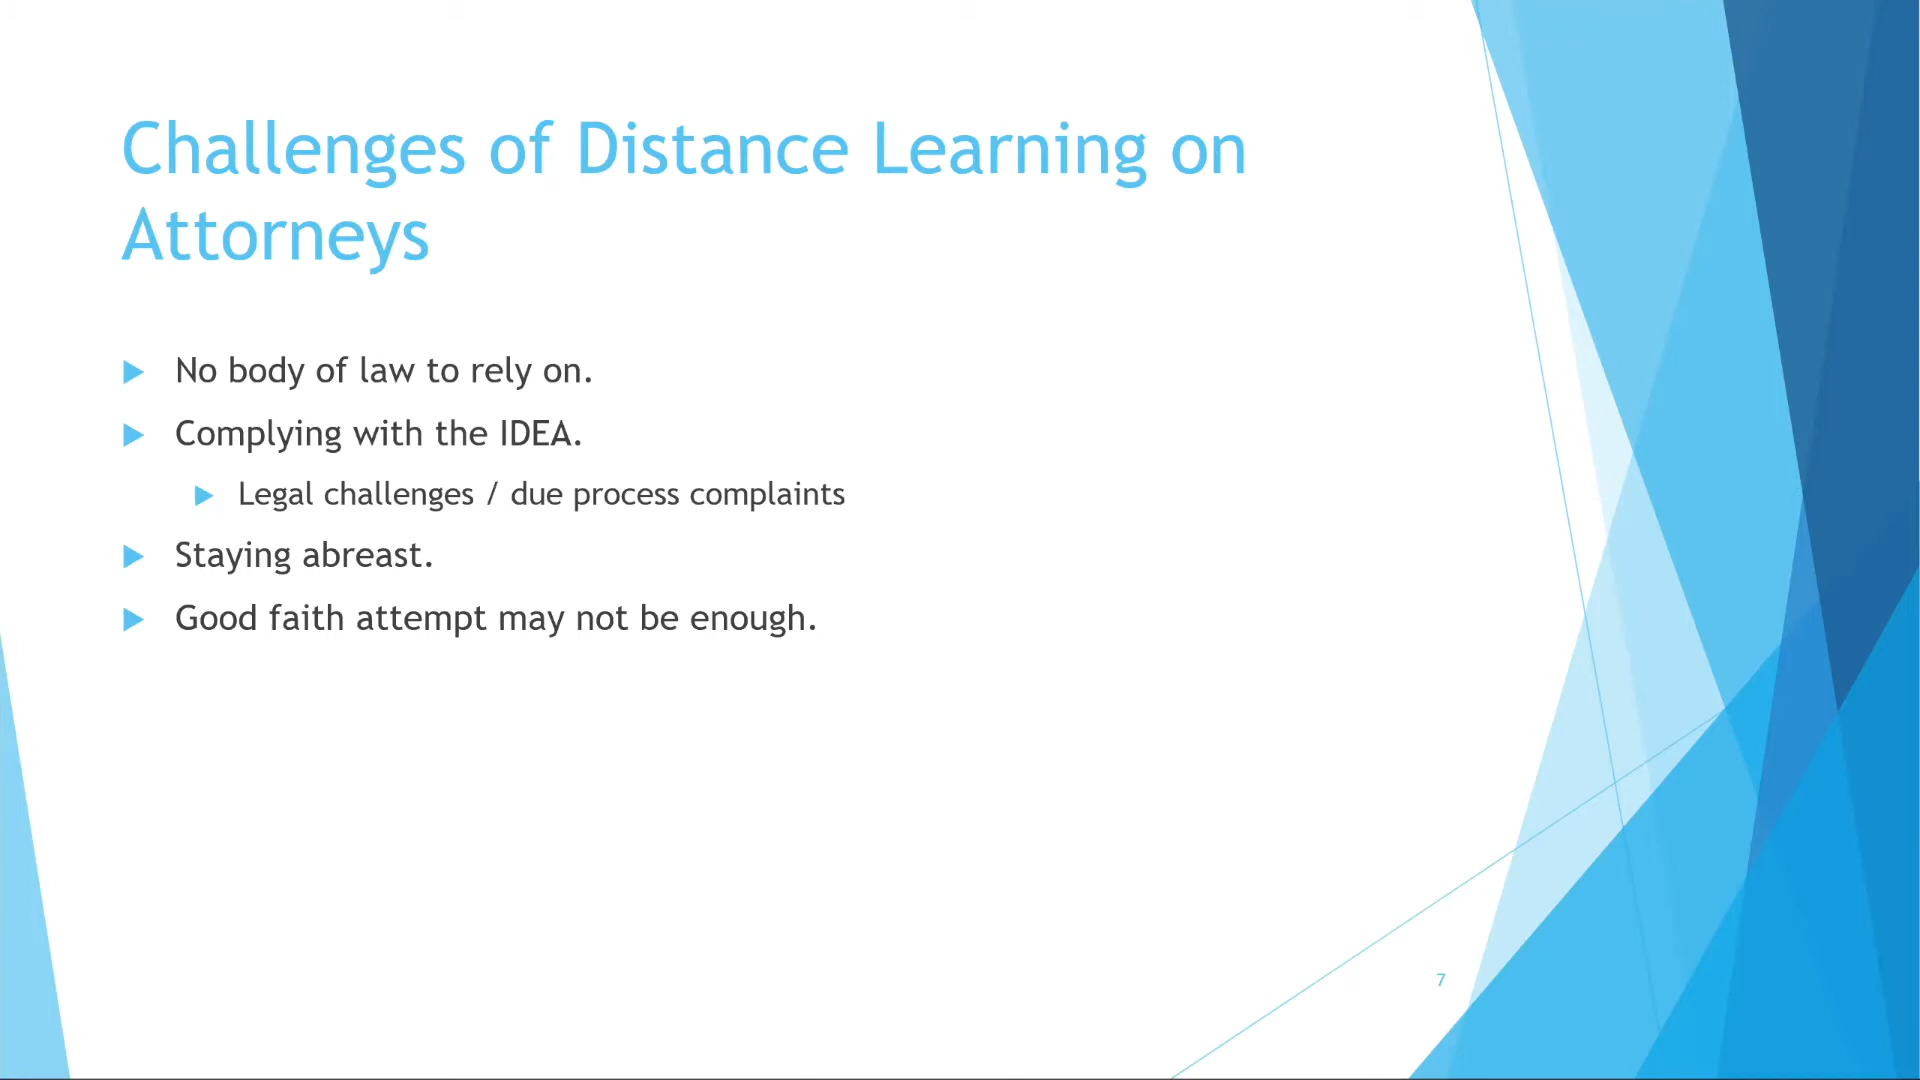 Challenges of Distance Learning on
Attorneys
No body of law to rely on.
Complying with the IDEA.
Legal challenges / due process complaints
Staying abreast.
Good faith attempt may not be enough.
7